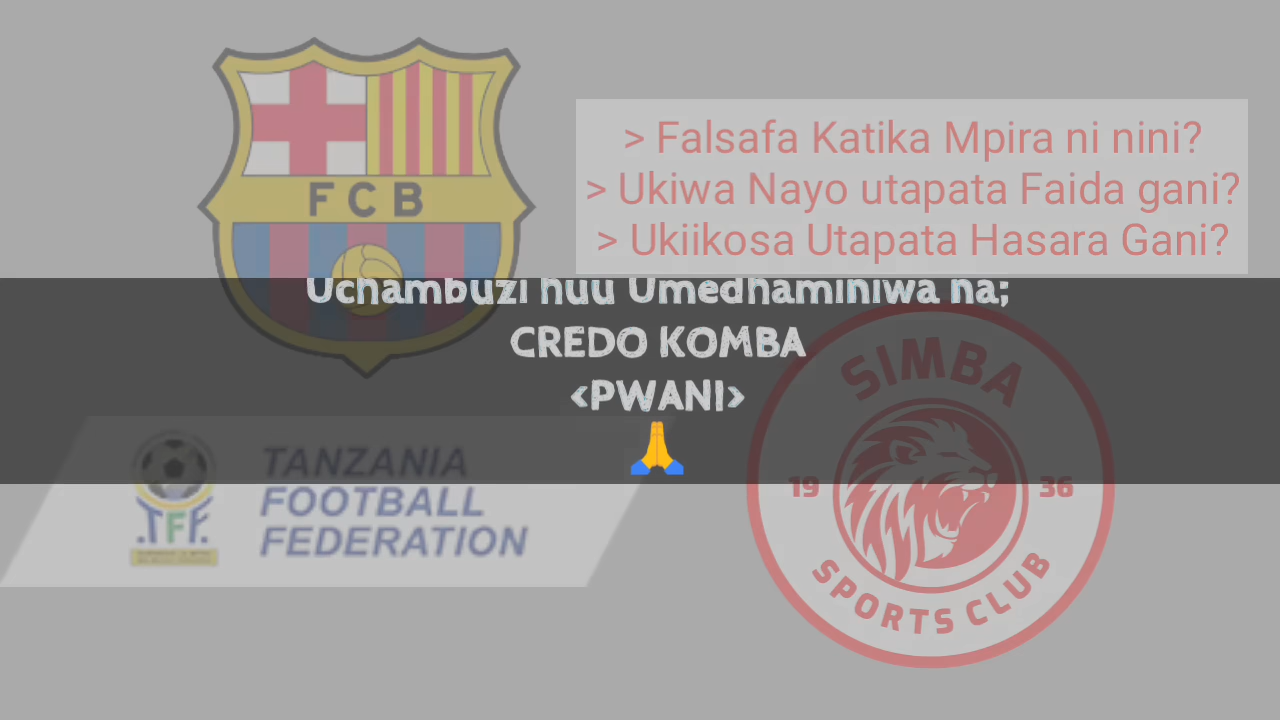 FCB
> Falsafa Katika Mpira ni nini?
> Ukiwa Nayo utapata Faida gani?
> Ukiikosa Utapata Hasara Gani?
Uchambuzi huu Umedhaminiwa na;
CREDO KOMBA
<PWANI>
🙏
TFF
TANZANIA
FOOTBALL
FEDERATION
SIMBA
19 36
SPORTS CLUB